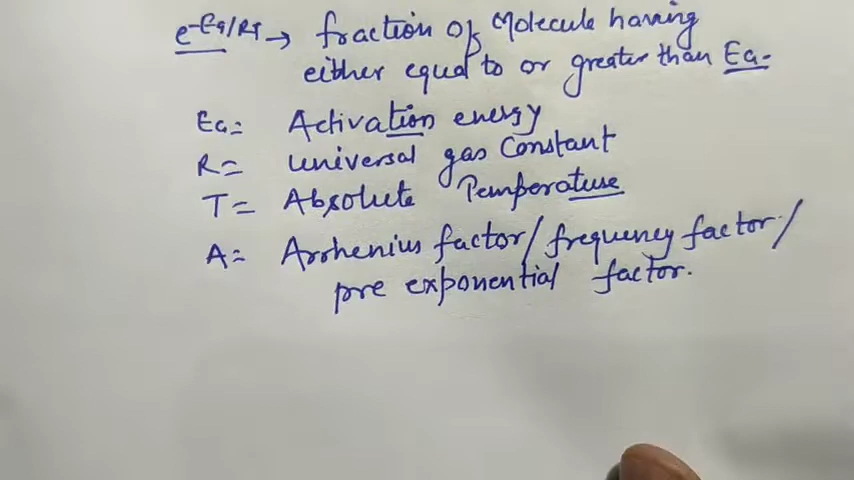 e^-Ea/RT → fraction of Molecule having
either equal to or greater than Ea.
Ea = Activation energy
R = universal gas Constant
T = Absolute Temperature
A = Arrhenius factor/frequency factor/
pre exponential factor.